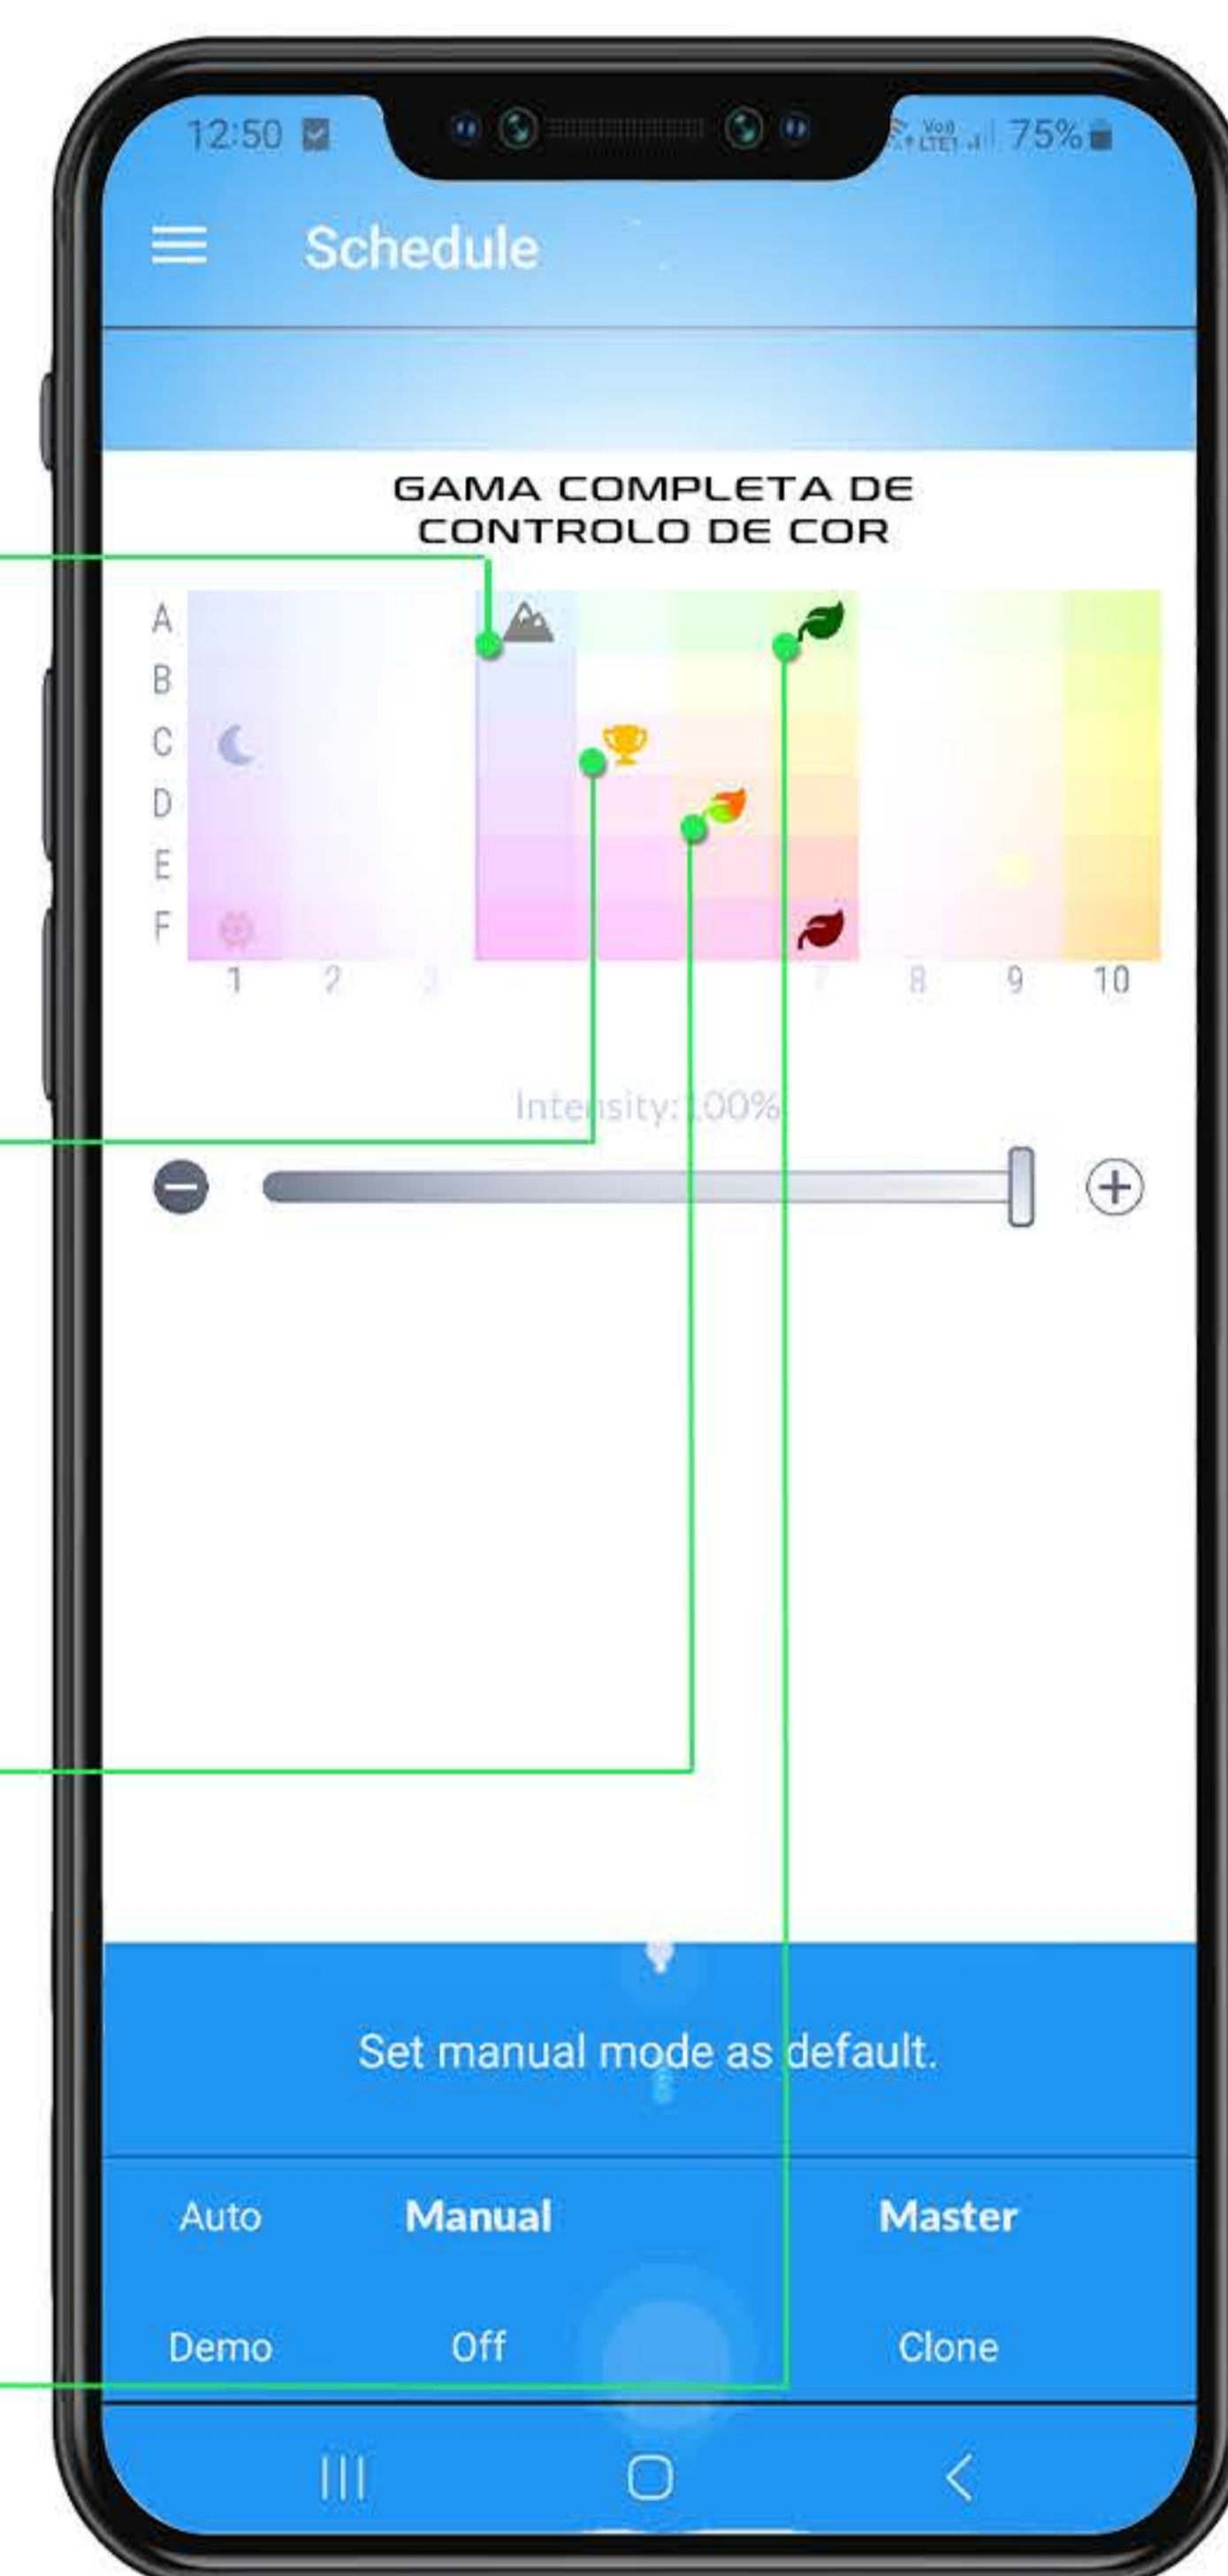 12:50
75%
Schedule
GAMA COMPLETA DE
CONTROLO DE COR
A
B
C
D
E
F
1 2 3 7 8 9 10
Intensity: 100%
Set manual mode as default.
Auto Manual Master
Demo Off Clone